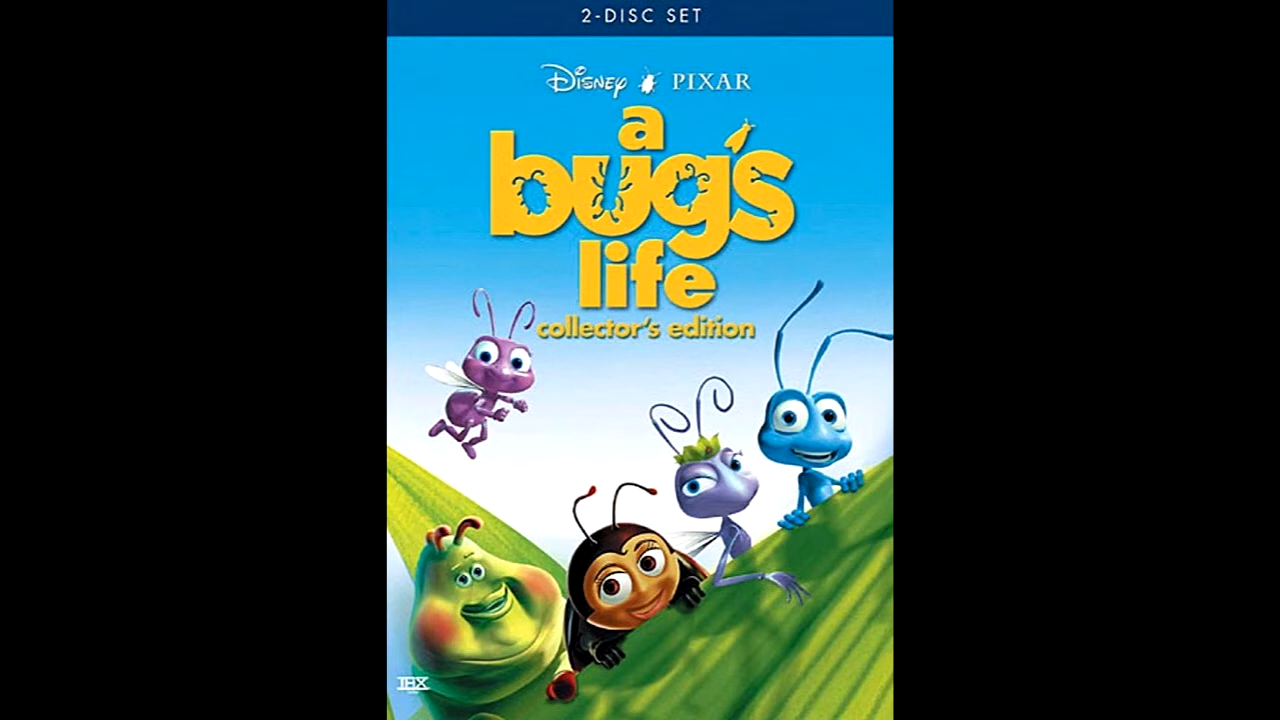 2-DISC SET
Disney PIXAR
a
bug's
life
collector's edition
THX